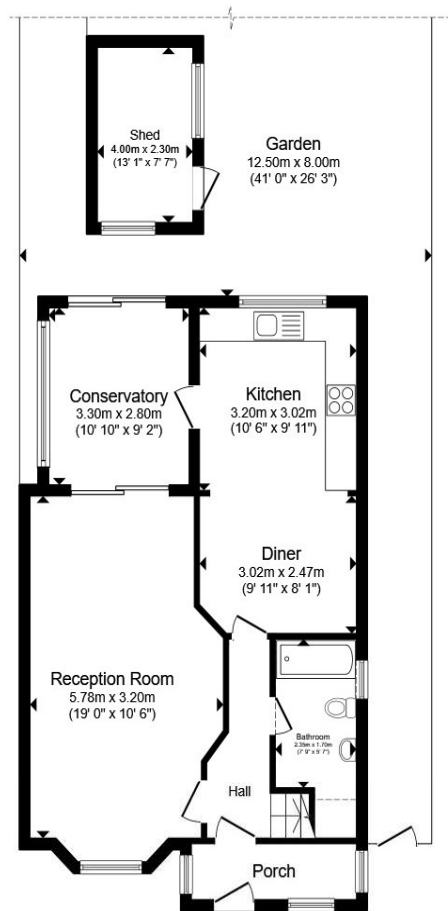 Shed
4.00m x 2.30m
(13' 1" x 7' 7")
Garden
12.50m x 8.00m
(41' 0" x 26' 3")
Conservatory
3.30m x 2.80m
(10' 10" x 9' 2")
Kitchen
3.20m x 3.02m
(10' 6" x 9' 11")
Diner
3.02m x 2.47m
(9' 11" x 8' 1")
Reception Room
5.78m x 3.20m
(19' 0" x 10' 6")
Bathroom
2.35m x 1.70m
(7' 9" x 5' 7")
Hall
Porch